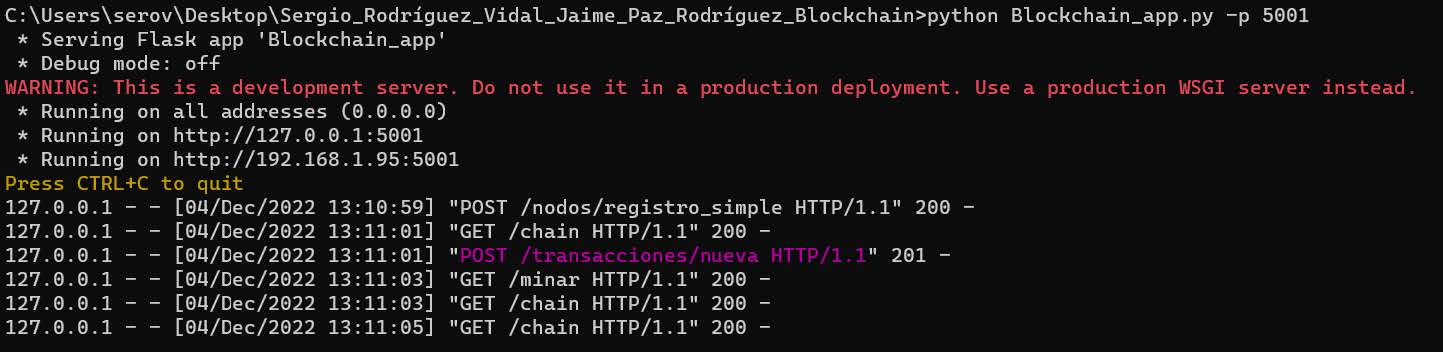 C:\Users\serov\Desktop\Sergio_Rodríguez_Vidal_Jaime_Paz_Rodríguez_Blockchain>python Blockchain_app.py -p 5001
 * Serving Flask app 'Blockchain_app'
 * Debug mode: off
WARNING: This is a development server. Do not use it in a production deployment. Use a production WSGI server instead.
 * Running on all addresses (0.0.0.0)
 * Running on http://127.0.0.1:5001
 * Running on http://192.168.1.95:5001
Press CTRL+C to quit
127.0.0.1 - - [04/Dec/2022 13:10:59] "POST /nodos/registro_simple HTTP/1.1" 200 -
127.0.0.1 - - [04/Dec/2022 13:11:01] "GET /chain HTTP/1.1" 200 -
127.0.0.1 - - [04/Dec/2022 13:11:01] "POST /transacciones/nueva HTTP/1.1" 201 -
127.0.0.1 - - [04/Dec/2022 13:11:03] "GET /minar HTTP/1.1" 200 -
127.0.0.1 - - [04/Dec/2022 13:11:03] "GET /chain HTTP/1.1" 200 -
127.0.0.1 - - [04/Dec/2022 13:11:05] "GET /chain HTTP/1.1" 200 -